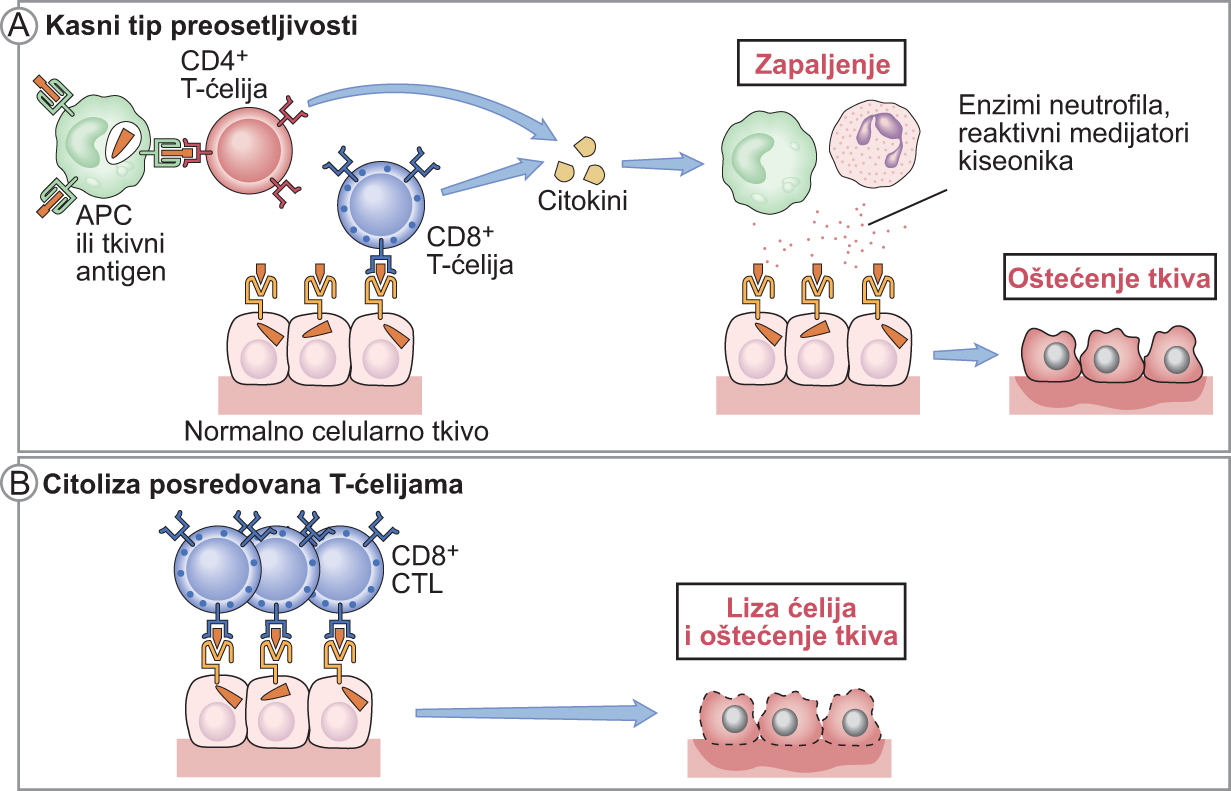 A Kasni tip preosetljivosti
CD4+
T-ćelija
APC
ili tkivni
antigen
CD8+
T-ćelija
Citokini
Zapaljenje
Enzimi neutrofila,
reaktivni medijatori
kiseonika
Oštećenje tkiva
Normalno celularno tkivo
B Citoliza posredovana T-ćelijama
CD8+
CTL
Liza ćelija
i oštećenje tkiva